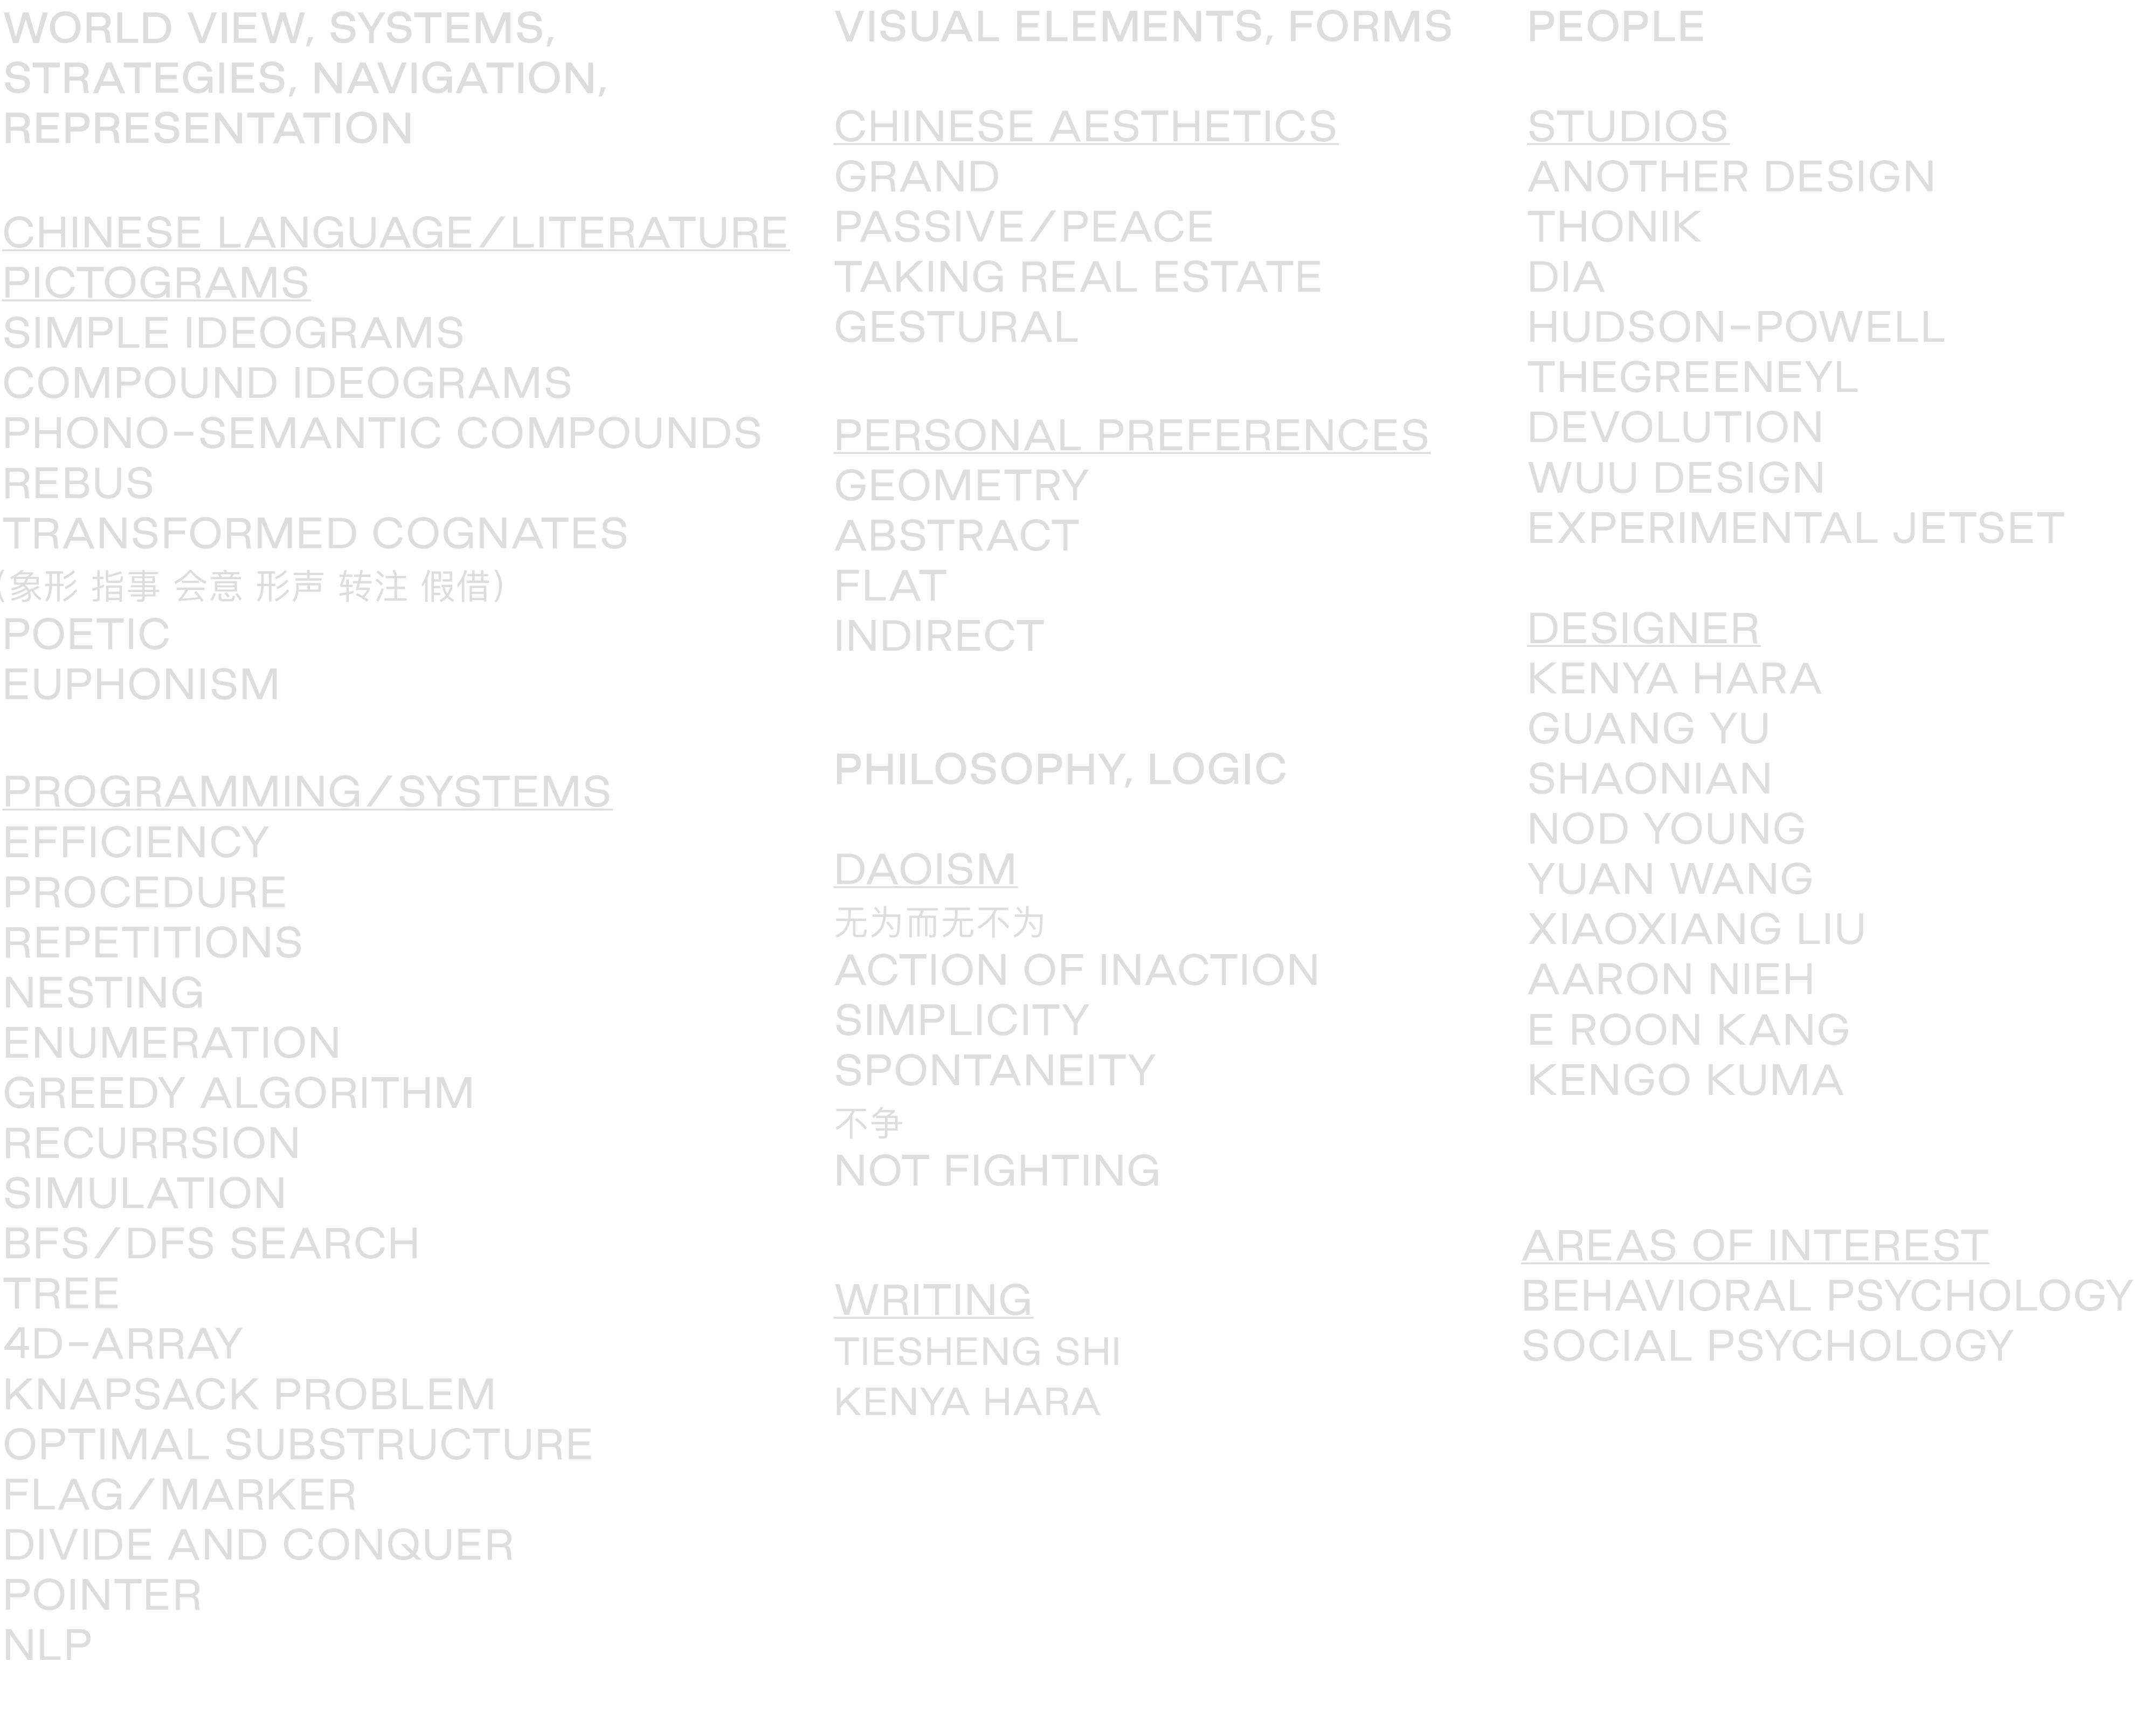 WORLD VIEW, SYSTEMS,
STRATEGIES, NAVIGATION,
REPRESENTATION
CHINESE LANGUAGE/LITERATURE
PICTOGRAMS
SIMPLE IDEOGRAMS
COMPOUND IDEOGRAMS
PHONO-SEMANTIC COMPOUNDS
REBUS
TRANSFORMED COGNATES
(象形 指事 会意 形声 转注 假借)
POETIC
EUPHONISM
PROGRAMMING/SYSTEMS
EFFICIENCY
PROCEDURE
REPETITIONS
NESTING
ENUMERATION
GREEDY ALGORITHM
RECURRSION
SIMULATION
BFS/DFS SEARCH
TREE
4D-ARRAY
KNAPSACK PROBLEM
OPTIMAL SUBSTRUCTURE
FLAG/MARKER
DIVIDE AND CONQUER
POINTER
NLP
VISUAL ELEMENTS, FORMS
CHINESE AESTHETICS
GRAND
PASSIVE/PEACE
TAKING REAL ESTATE
GESTURAL
PERSONAL PREFERENCES
GEOMETRY
ABSTRACT
FLAT
INDIRECT
PHILOSOPHY, LOGIC
DAOISM
无为而无不为
ACTION OF INACTION
SIMPLICITY
SPONTANEITY
不争
NOT FIGHTING
WRITING
TIESHENG SHI
KENYA HARA
PEOPLE
STUDIOS
ANOTHER DESIGN
THONIK
DIA
HUDSON-POWELL
THEGREENEYL
DEVOLUTION
WUU DESIGN
EXPERIMENTAL JETSET
DESIGNER
KENYA HARA
GUANG YU
SHAONIAN
NOD YOUNG
YUAN WANG
XIAOXIANG LIU
AARON NIEH
E ROON KANG
KENGO KUMA
AREAS OF INTEREST
BEHAVIORAL PSYCHOLOGY
SOCIAL PSYCHOLOGY